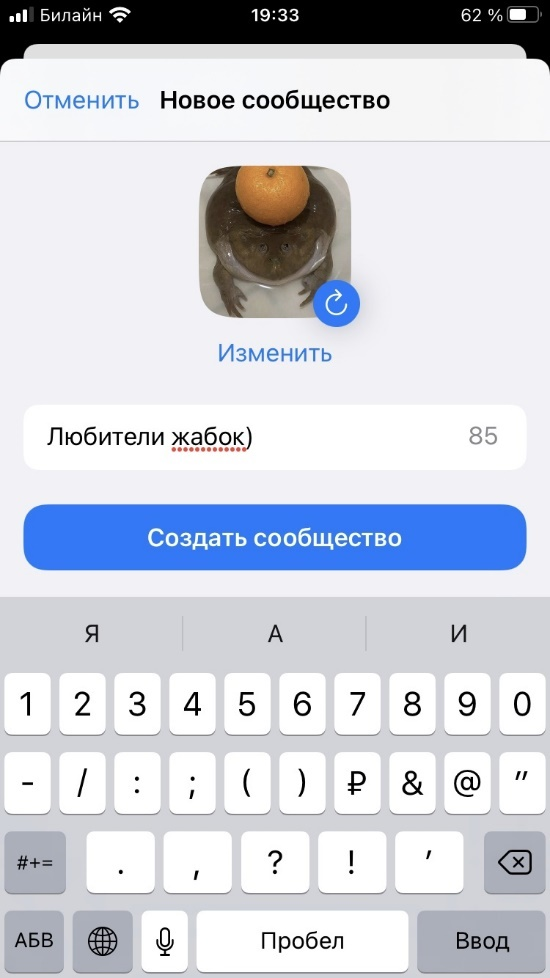 Билайн 19:33 62 %
Отменить Новое сообщество
Изменить
Любители жабок) 85
Создать сообщество
Я А И
1 2 3 4 5 6 7 8 9 0
- / : ; ( ) ₽ & @ "
#+= . , ? ! ’
АБВ Пробел Ввод